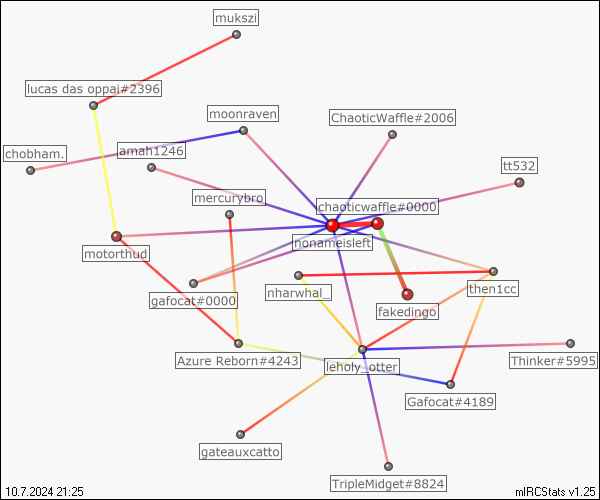 mukszi
lucas das oppai#2396
moonraven
ChaoticWaffle#2006
chobham.
amah1246
tt532
mercurybro
chaoticwaffle#0000
motorthud
nonameisleft
gafocat#0000
nharwhal_
then1cc
fakedingo
Azure Reborn#4243
leholy_otter
Thinker#5995
Gafocat#4189
gateauxcatto
TripleMidget#8824
10.7.2024 21:25
mIRCStats v1.25